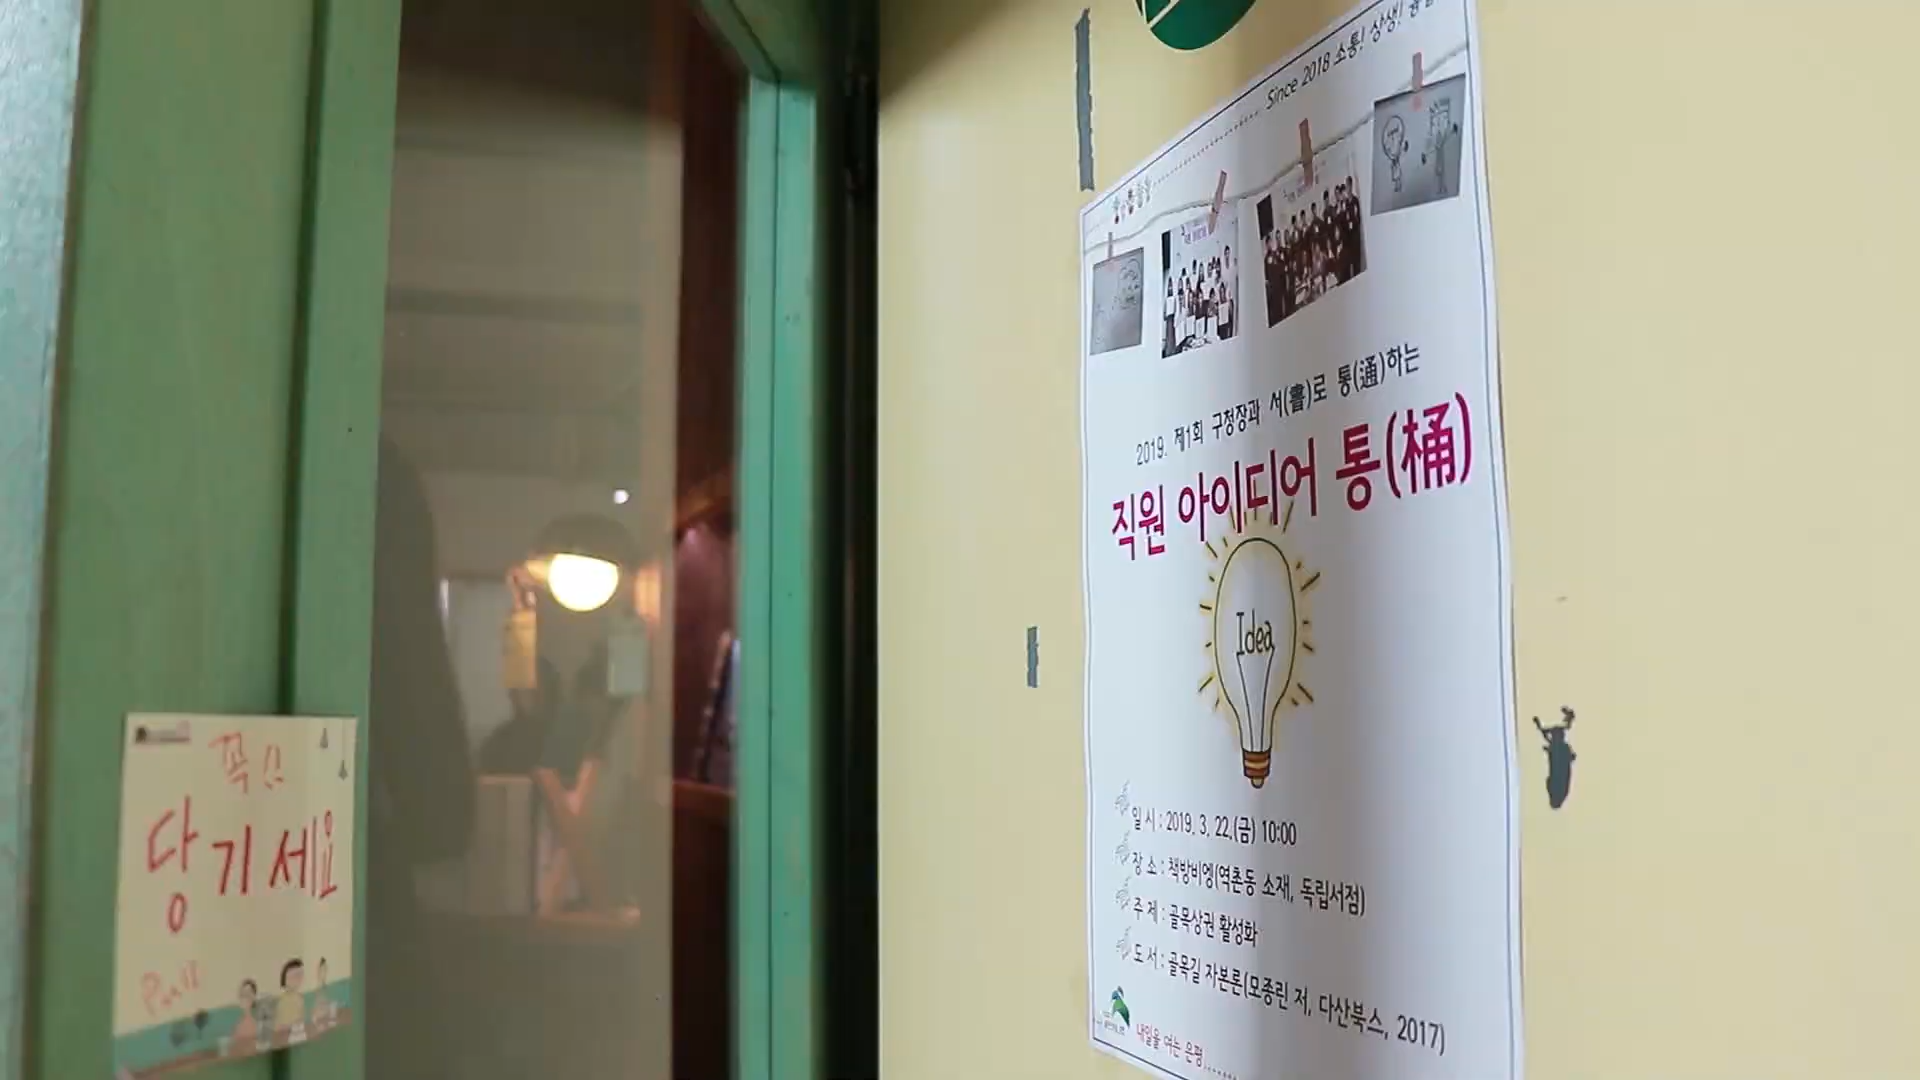 꼭
당기세요
Pull
Since 2018 소통! 상생!
2019. 제1회 구청장과 서(書)로 통(通)하는
직원 아이디어 통(桶)
Idea
일 시 : 2019. 3. 22.(금) 10:00
장 소 : 책방비엥(역촌동 소재, 독립서점)
주 제 : 골목상권 활성화
도 서 : 골목길 자본론(모종린 저, 다산북스, 2017)
내일을 여는 은평